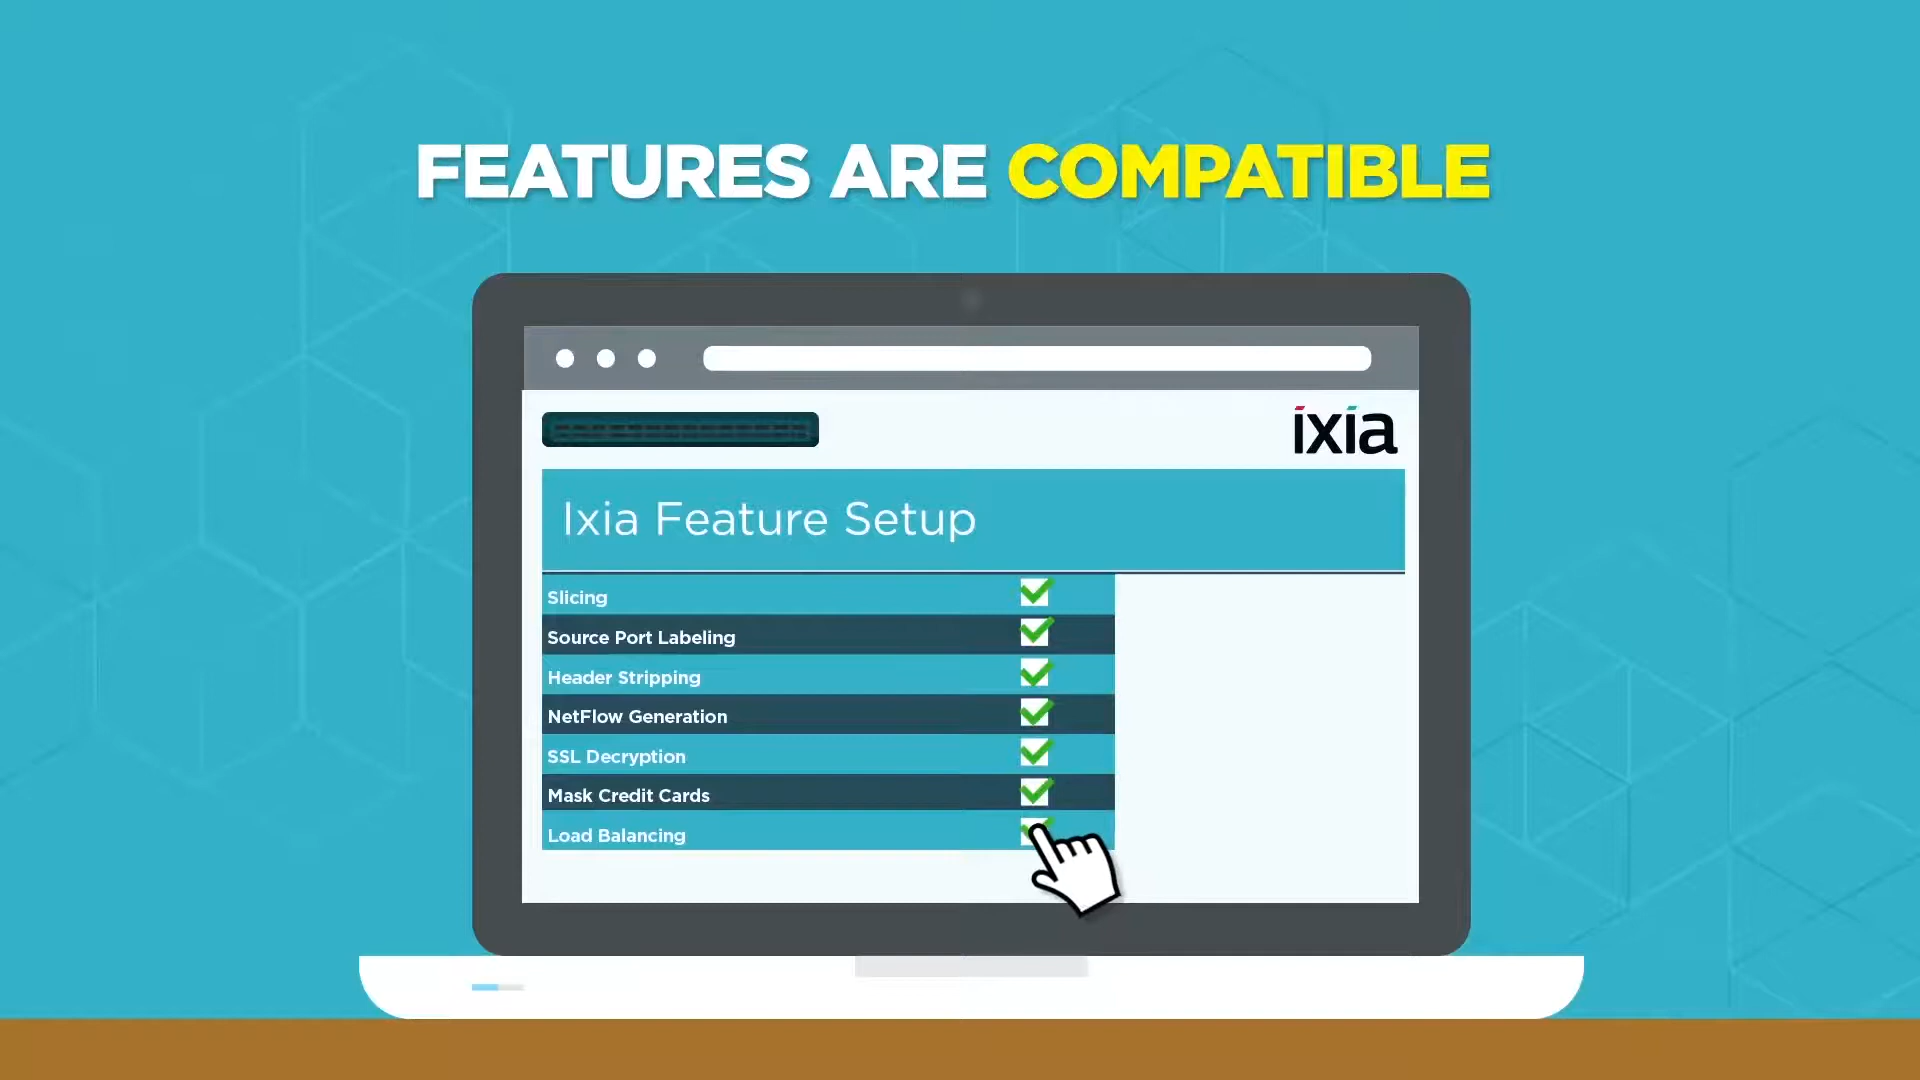 FEATURES ARE COMPATIBLE
ixia
Ixia Feature Setup
Slicing
Source Port Labeling
Header Stripping
NetFlow Generation
SSL Decryption
Mask Credit Cards
Load Balancing